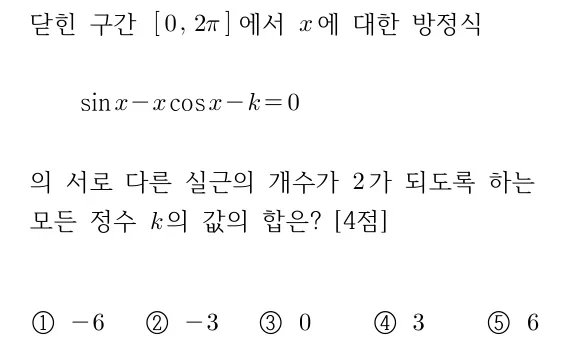 닫힌 구간 [0, 2π]에서 x에 대한 방정식
sinx−xcosx−k=0
의 서로 다른 실근의 개수가 2가 되도록 하는
모든 정수 k의 값의 합은? [4점]
① −6 ② −3 ③ 0 ④ 3 ⑤ 6